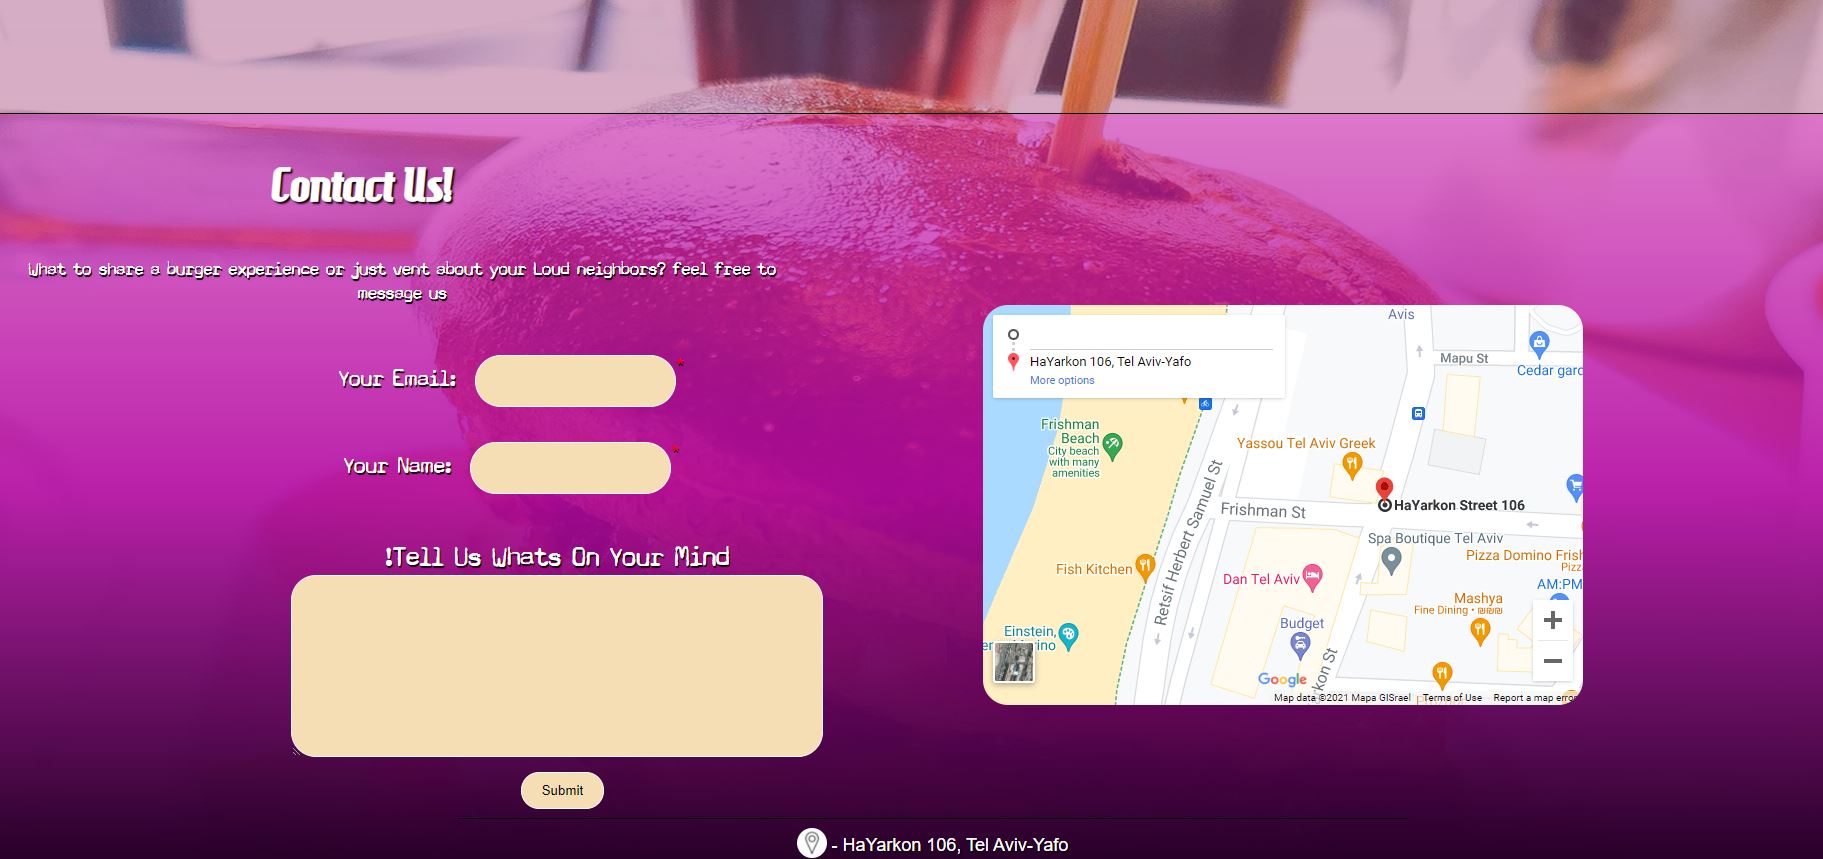 Contact Us!
What to share a burger experience or just vent about your Loud neighbors? feel free to
message us
Your Email:
*
Your Name:
*
!Tell Us Whats On Your Mind
Submit
HaYarkon 106, Tel Aviv-Yafo
More options
Avis
Mapu St
Cedar gard
Frishman
Beach
City beach
with many
amenities
Yassou Tel Aviv Greek
Retsif Herbert Samuel St
Frishman St
HaYarkon Street 106
Spa Boutique Tel Aviv
Pizza Domino Frish
Pizz
Fish Kitchen
Dan Tel Aviv
AM:PM
Mashya
Fine Dining • ₪₪₪
Budget
Einstein,
ino
rkon St
Google
Map data ©2021 Mapa GISrael
Terms of Use
Report a map error
- HaYarkon 106, Tel Aviv-Yafo